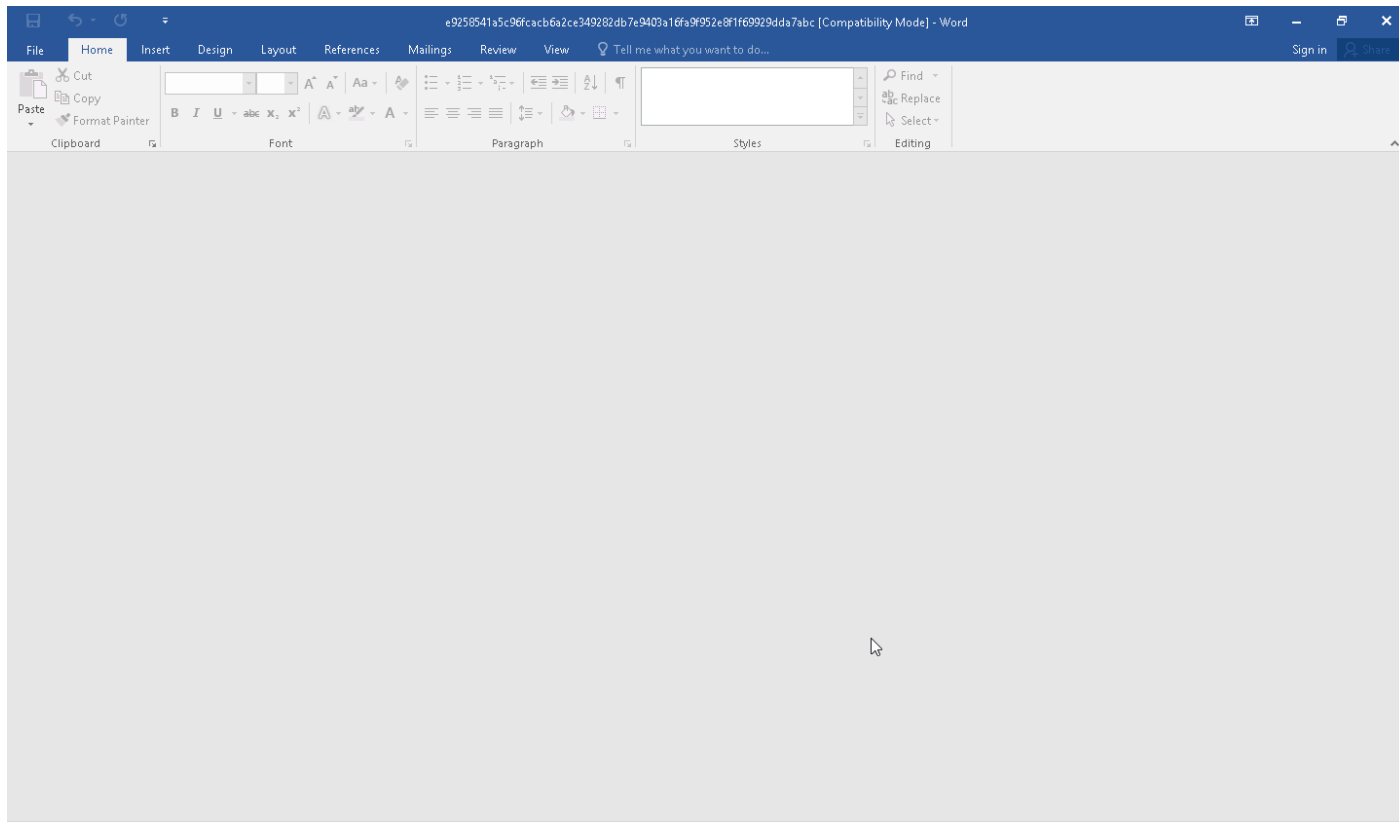 e9258541a5c96fcacb6a2ce349282db7e9403a16fa9f952e8f1f69929dda7abc [Compatibility Mode] - Word
File Home Insert Design Layout References Mailings Review View Tell me what you want to do... Sign in Share
Cut
Copy
Paste
Format Painter
Clipboard
Aa
B I U abc X₂ X²
A
Font
Paragraph
Styles
Find
Replace
Select
Editing